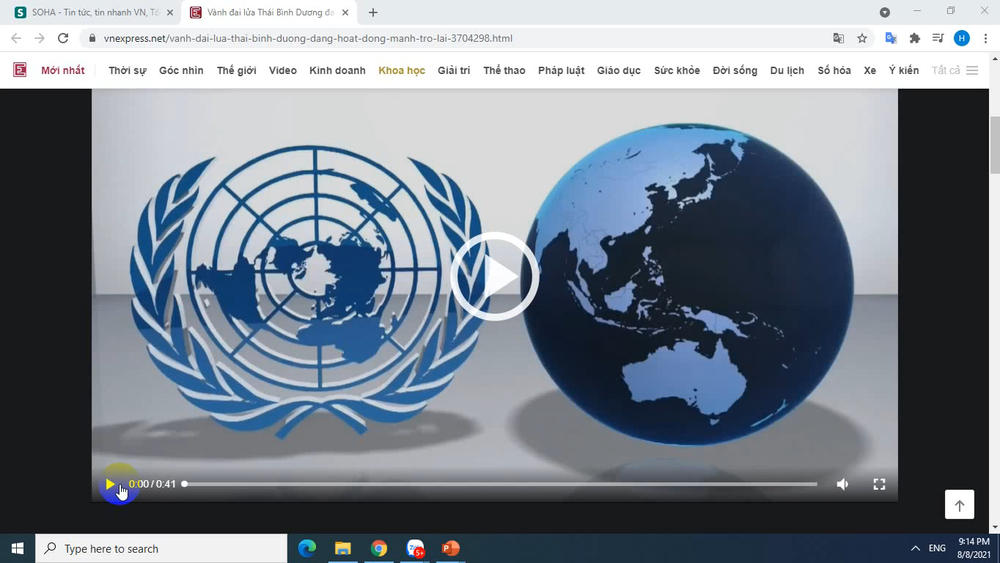 SOHA - Tin tức, tin nhanh VN, Tổ
Vành đai lửa Thái Bình Dương đa
vnexpress.net/vanh-dai-lua-thai-binh-duong-dang-hoat-dong-manh-tro-lai-3704298.html
H
Mới nhất Thời sự Góc nhìn Thế giới Video Kinh doanh Khoa học Giải trí Thể thao Pháp luật Giáo dục Sức khỏe Đời sống Du lịch Số hóa Xe Ý kiến Tất cả
0:00 / 0:41
Type here to search
5+
ENG
9:14 PM
8/8/2021